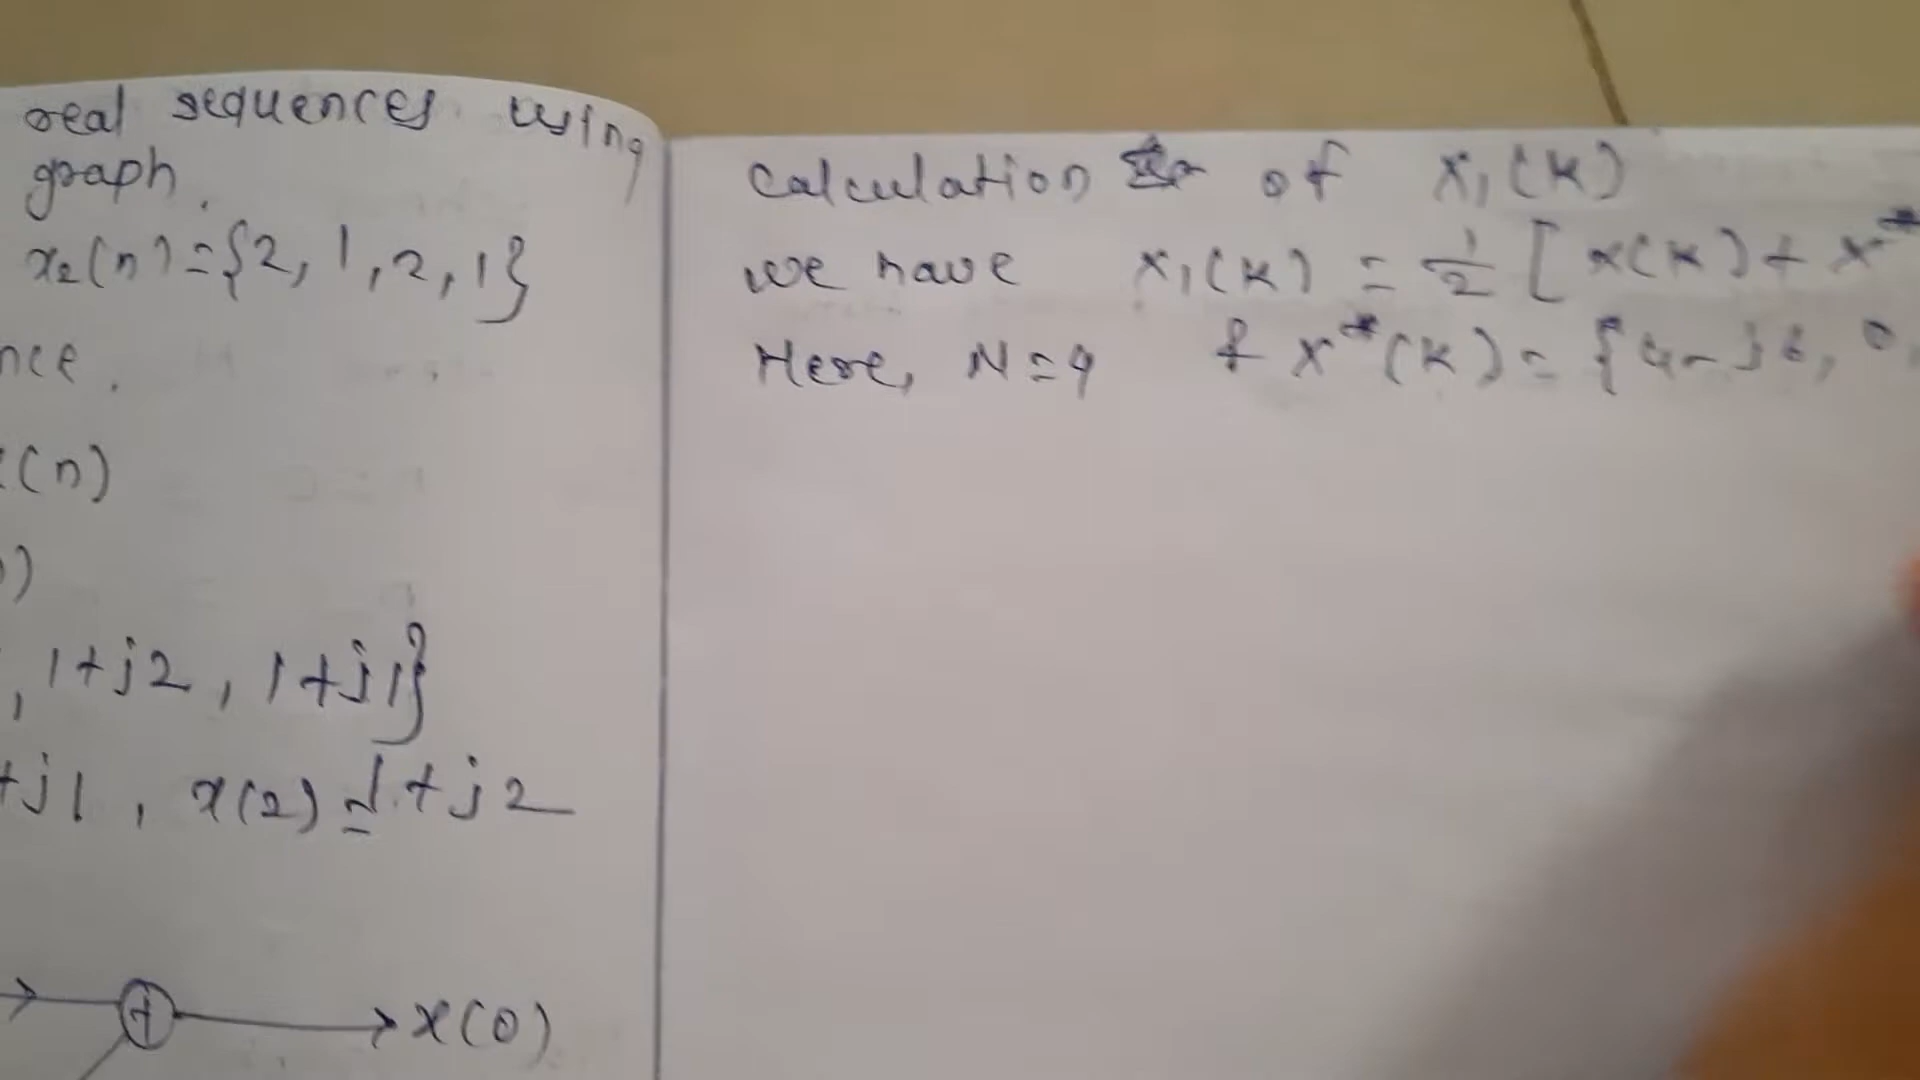 real sequences using
graph.
x2(n)={2, 1, 2, 1}
nce.
(n)
)
, 1+j2, 1+j1}
+j1, x(2)=1+j2
x(0)
Calculation of X1(K)
we have X1(K) = 1/2 [X(K)+X*
Here, N=4 & X*(K)={4-j6, 0,